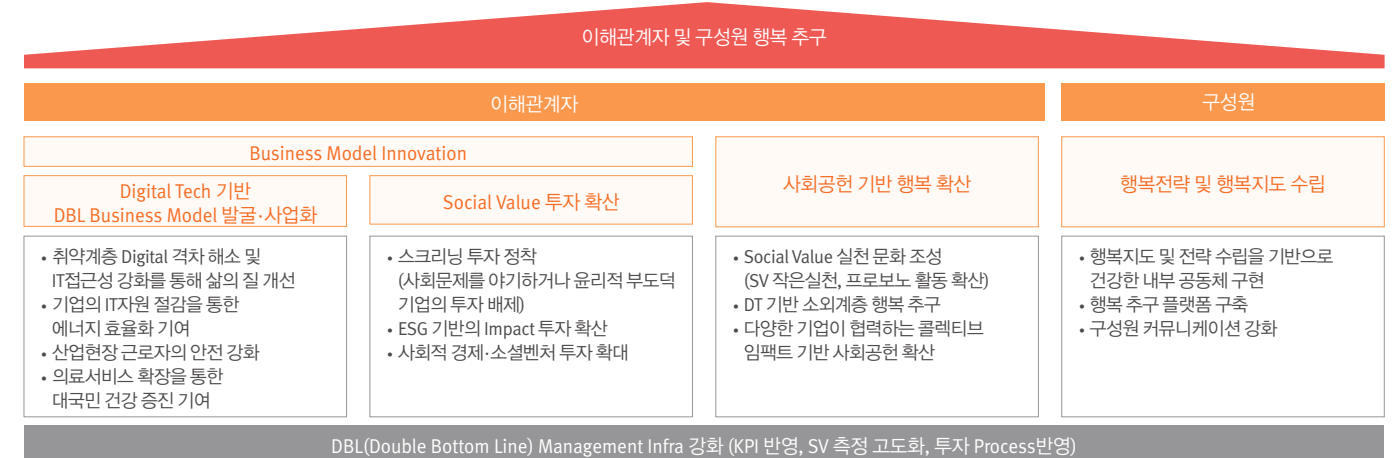 이해관계자 및 구성원 행복 추구
이해관계자
구성원
Business Model Innovation
Digital Tech 기반
DBL Business Model 발굴·사업화
Social Value 투자 확산
사회공헌 기반 행복 확산
행복전략 및 행복지도 수립
• 취약계층 Digital 격차 해소 및
IT접근성 강화를 통해 삶의 질 개선
• 기업의 IT자원 절감을 통한
에너지 효율화 기여
• 산업현장 근로자의 안전 강화
• 의료서비스 확장을 통한
대국민 건강 증진 기여
• 스크리닝 투자 정착
(사회문제를 야기하거나 윤리적 부도덕
기업의 투자 배제)
• ESG 기반의 Impact 투자 확산
• 사회적 경제·소셜벤처 투자 확대
• Social Value 실천 문화 조성
(SV 작은실천, 프로보노 활동 확산)
• DT 기반 소외계층 행복 추구
• 다양한 기업이 협력하는 콜렉티브
임팩트 기반 사회공헌 확산
• 행복지도 및 전략 수립을 기반으로
건강한 내부 공동체 구현
• 행복 추구 플랫폼 구축
• 구성원 커뮤니케이션 강화
DBL(Double Bottom Line) Management Infra 강화 (KPI 반영, SV 측정 고도화, 투자 Process반영)